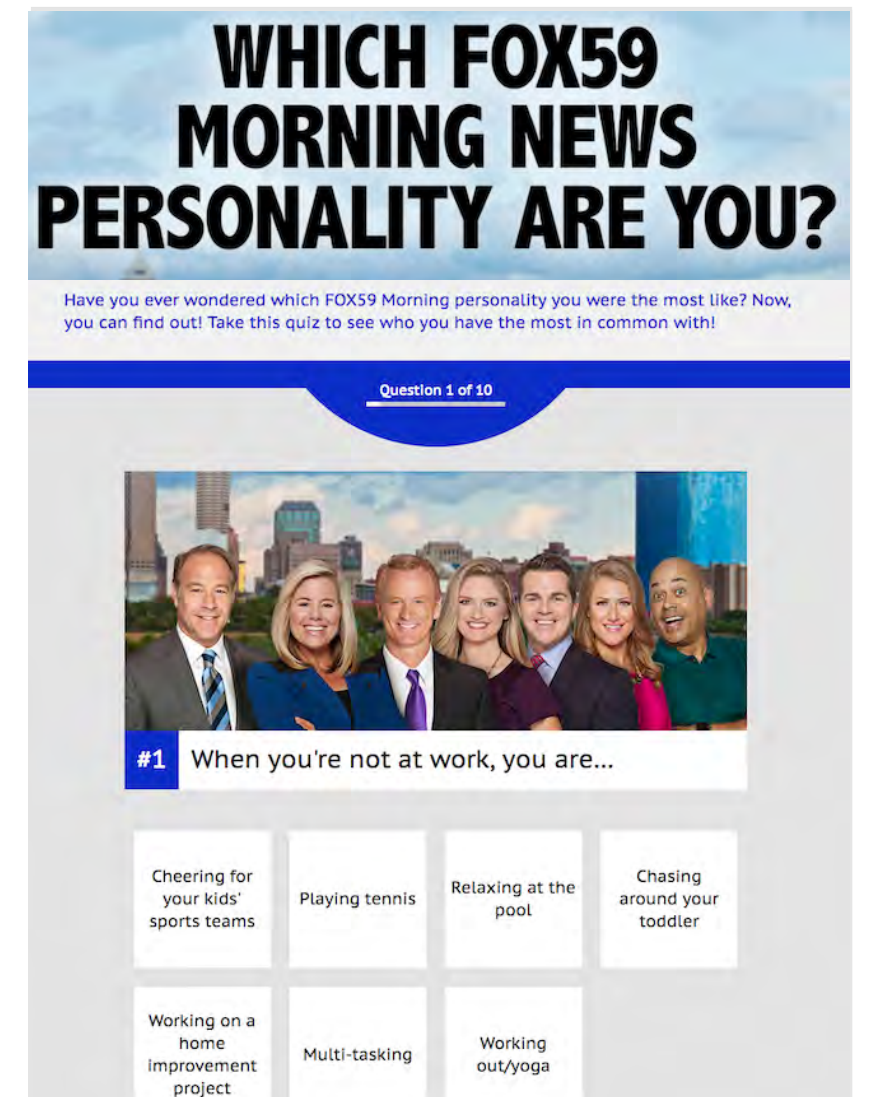 WHICH FOX59
MORNING NEWS
PERSONALITY ARE YOU?
Have you ever wondered which FOX59 Morning personality you were the most like? Now,
you can find out! Take this quiz to see who you have the most in common with!
Question 1 of 10
#1 When you're not at work, you are...
Cheering for
your kids'
sports teams
Playing tennis
Relaxing at the
pool
Chasing
around your
toddler
Working on a
home
improvement
project
Multi-tasking
Working
out/yoga